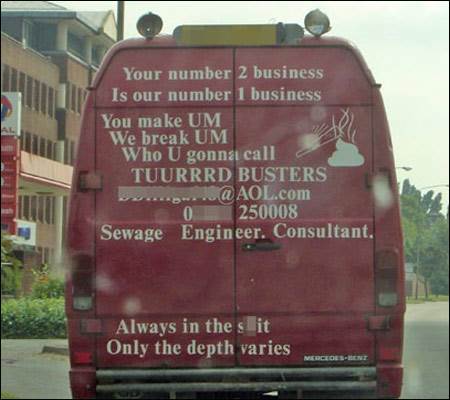 Your number 2 business
Is our number 1 business
You make UM
We break UM
Who U gonna call
TUURRRD BUSTERS
@AOL.com
0 250008
Sewage Engineer. Consultant.
Always in the s it
Only the depth varies
MERCEDES-BENZ